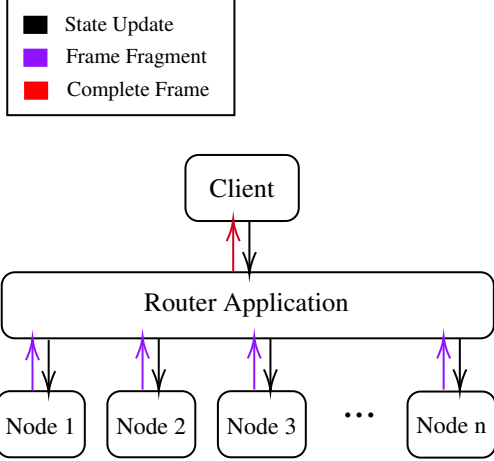 State Update
Frame Fragment
Complete Frame
Client
Router Application
Node 1
Node 2
Node 3
...
Node n